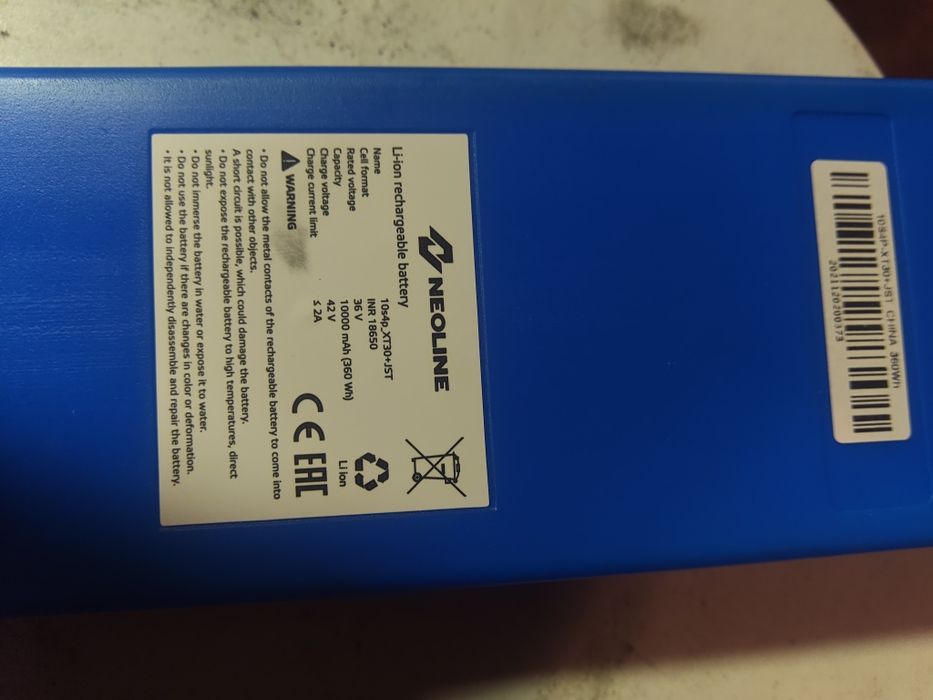 NEOLINE
Li-ion rechargeable battery
Name 10s4p_XT30+JST
Cell format INR 18650
Rated voltage 36 V
Capacity 10000 mAh (360 Wh)
Charge voltage 42 V
Charge current limit ≤ 2A
Li ion
CE EAC
WARNING
• Do not allow the metal contacts of the rechargeable battery to come into
contact with other objects.
A short circuit is possible, which could damage the battery.
• Do not expose the rechargeable battery to high temperatures, direct
sunlight.
• Do not immerse the battery in water or expose it to water.
• Do not use the battery if there are changes in color or deformation.
• It is not allowed to independently disassemble and repair the battery.
10S4P-XT30+JST CHINA 360Wh
2021120200373